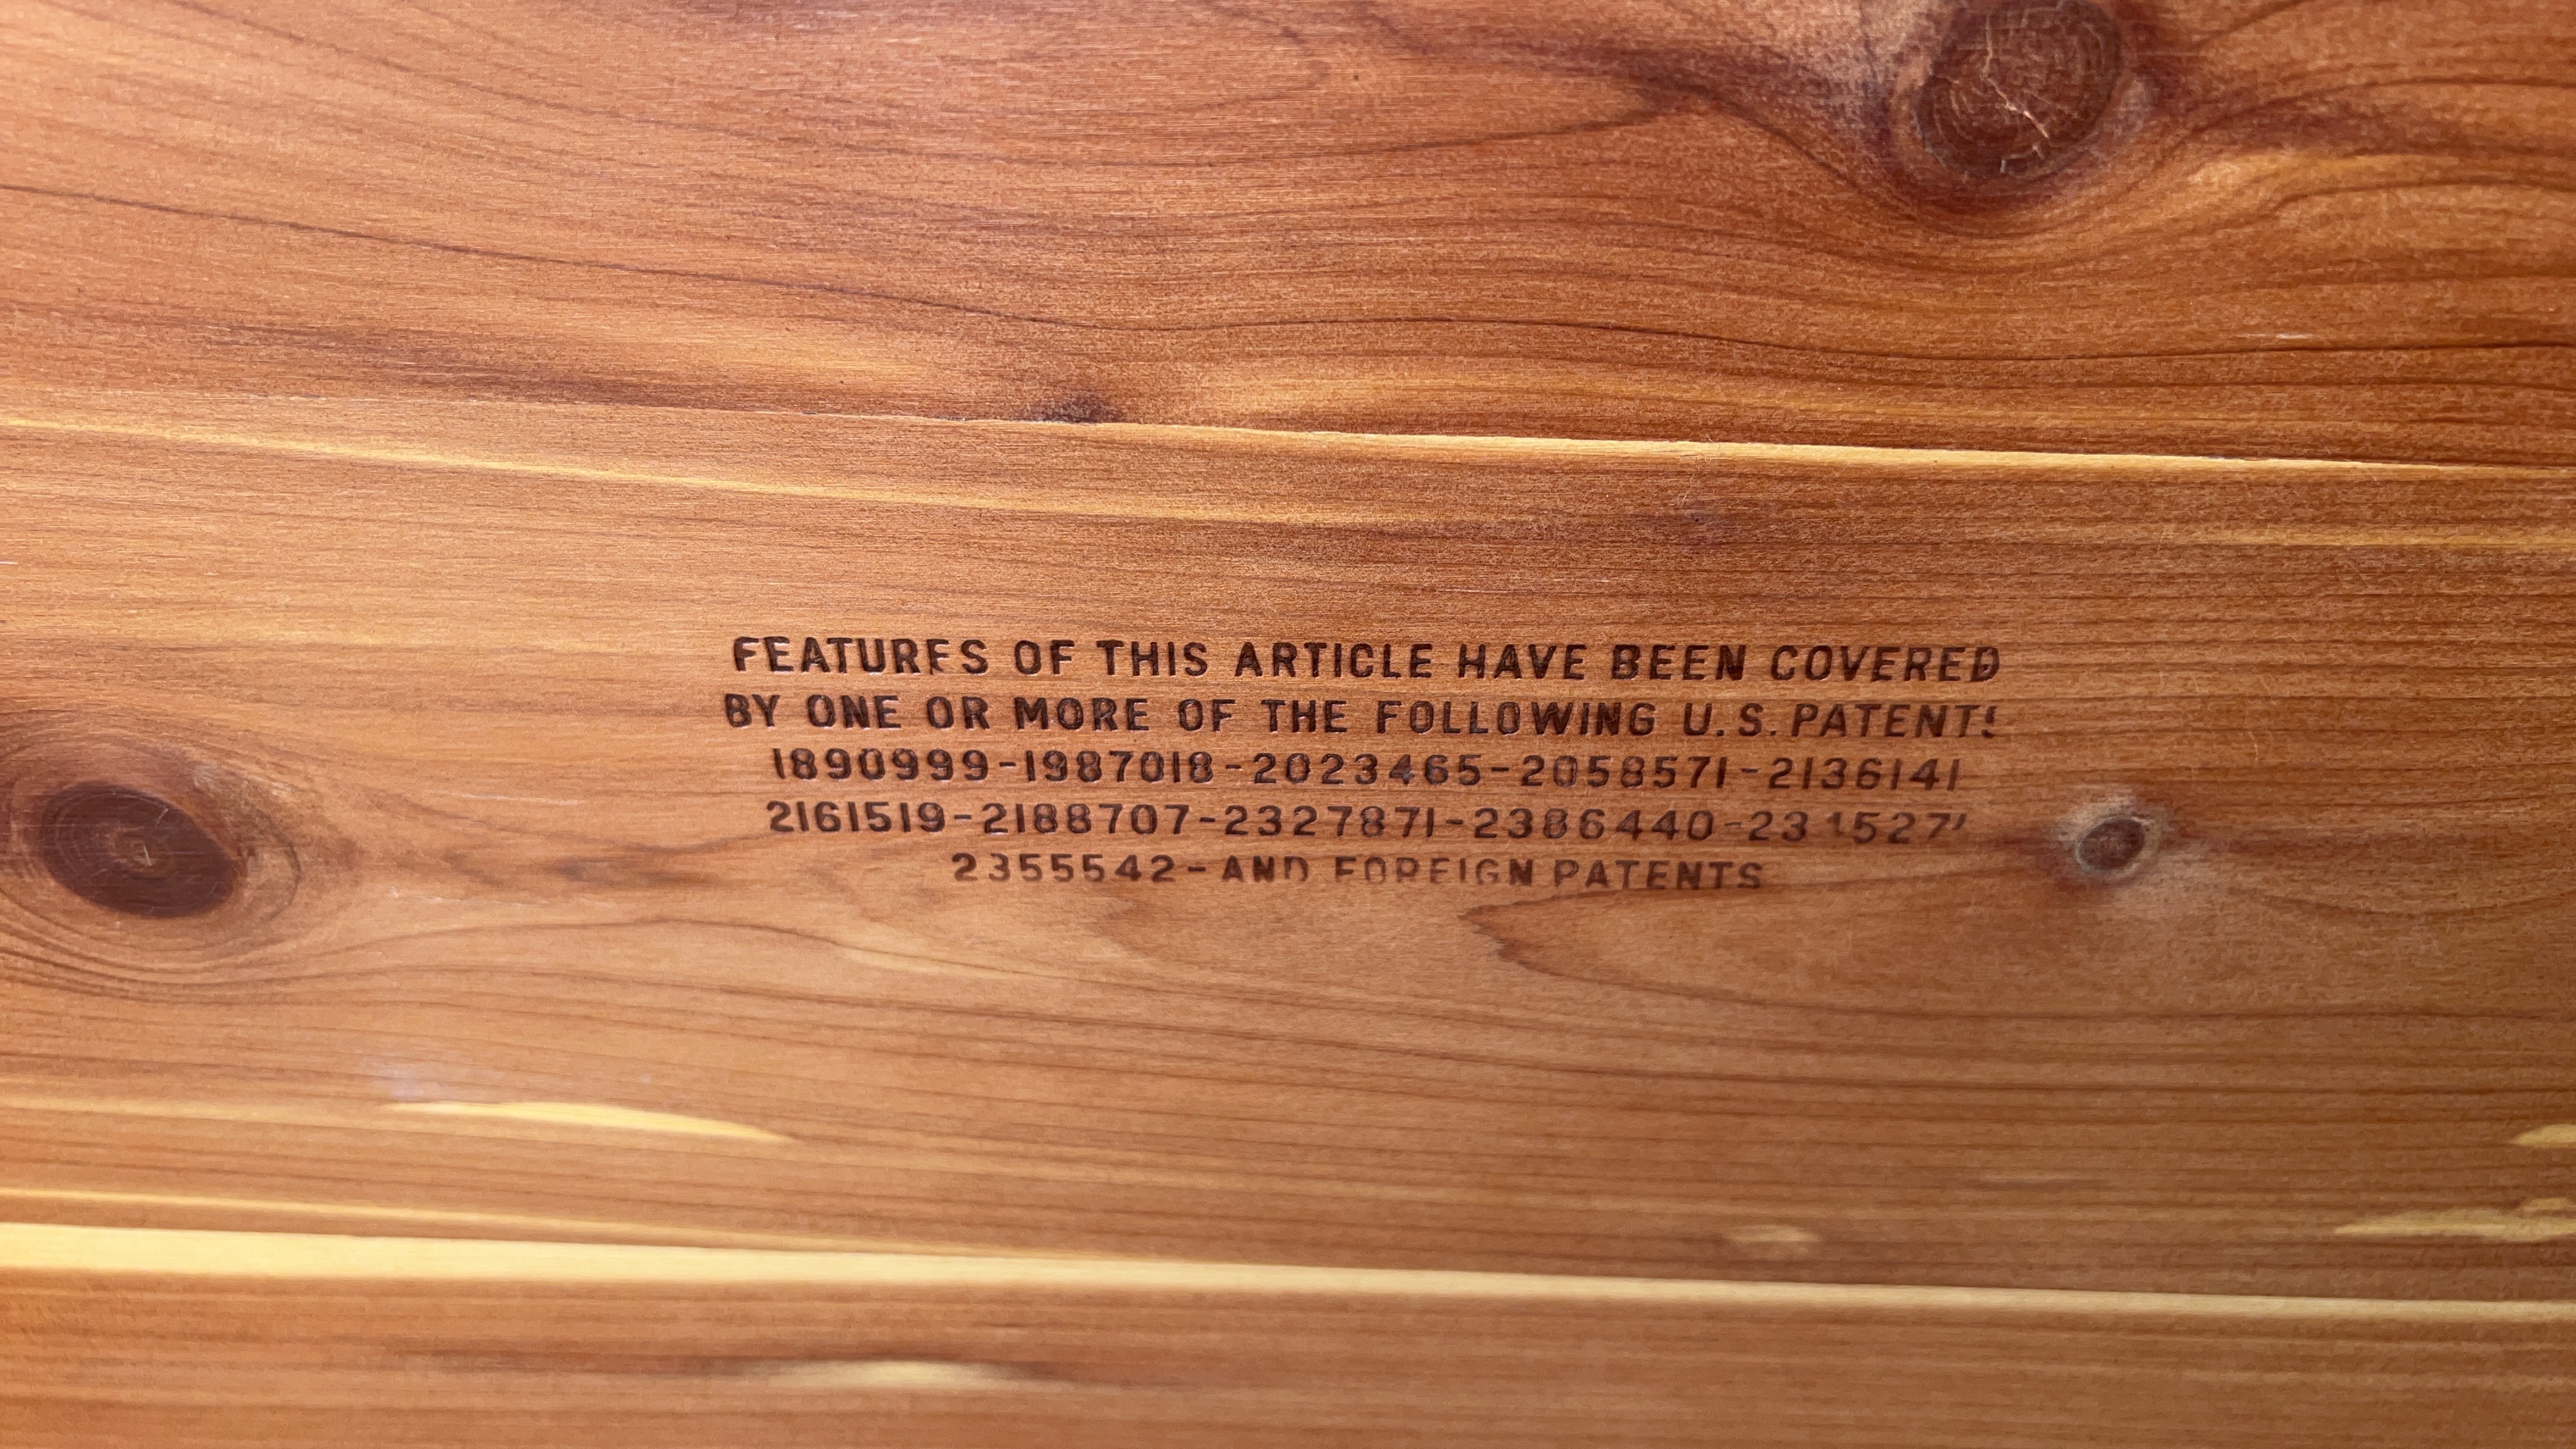 FEATURES OF THIS ARTICLE HAVE BEEN COVERED
BY ONE OR MORE OF THE FOLLOWING U.S. PATENTS
1890999-1987018-2023465-2058571-2136141
2161519-2188707-2327871-2386440-
2355542-AND FOREIGN PATENTS